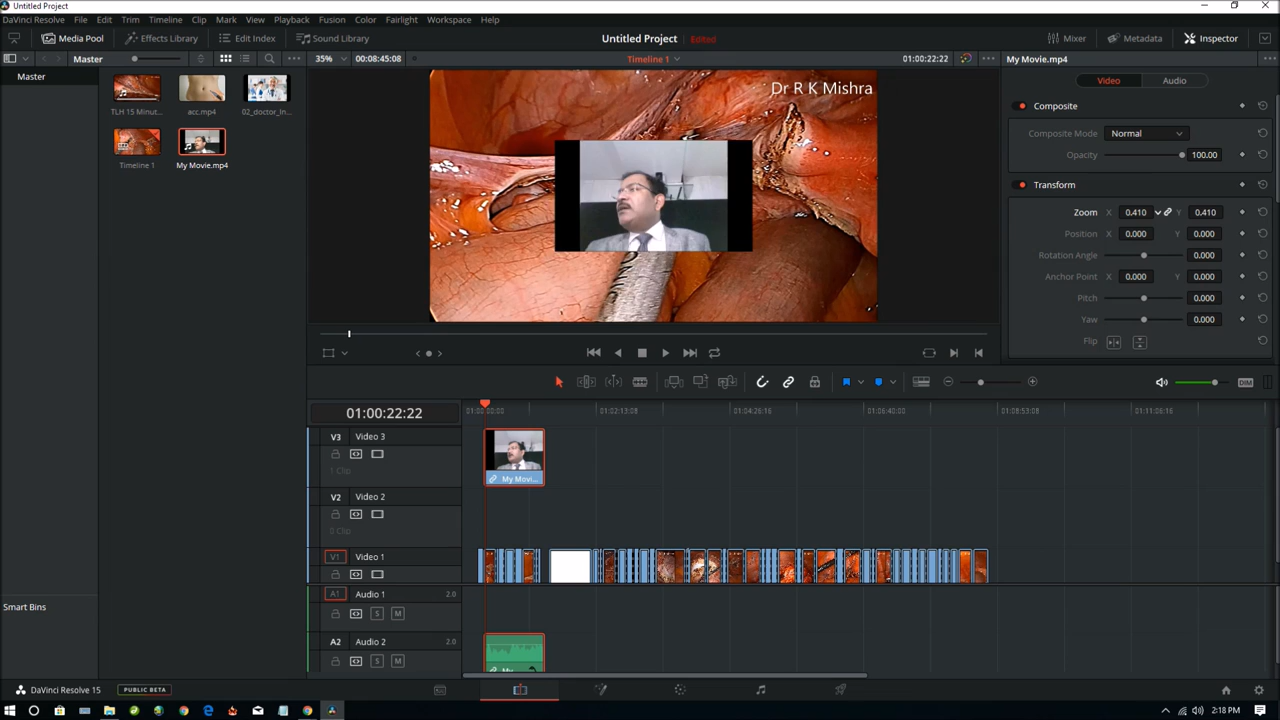 Untitled Project
DaVinci Resolve File Edit Trim Timeline Clip Mark View Playback Fusion Color Fairlight Workspace Help
Media Pool Effects Library Edit Index Sound Library Untitled Project Edited Mixer Metadata Inspector
Master 35% 00:08:45:08 Timeline 1 01:00:22:22 My Movie.mp4
Master
Video Audio
Dr R K Mishra
Composite
TLH 15 Minut... acc.mp4 02_doctor_In...
Composite Mode Normal
Opacity 100.00
Timeline 1 My Movie.mp4
Transform
Zoom X 0.410 Y 0.410
Position X 0.000 Y 0.000
Rotation Angle 0.000
Anchor Point X 0.000 Y 0.000
Pitch 0.000
Yaw 0.000
Flip
DIM
01:00:22:22
01:00:00:00 01:02:13:08 01:04:26:16 01:06:40:00 01:08:53:08 01:11:06:16
V3 Video 3
1 Clip
My Movi...
V2 Video 2
0 Clip
V1 Video 1
A1 Audio 1 2.0
S M
Smart Bins
A2 Audio 2 2.0
S M
My
DaVinci Resolve 15 PUBLIC BETA
2:18 PM